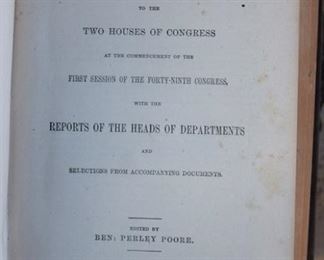 TO THE
TWO HOUSES OF CONGRESS
AT THE COMMENCEMENT OF THE
FIRST SESSION OF THE FORTY-NINTH CONGRESS,
WITH THE
REPORTS OF THE HEADS OF DEPARTMENTS
AND
SELECTIONS FROM ACCOMPANYING DOCUMENTS.
EDITED BY
BEN: PERLEY POORE.